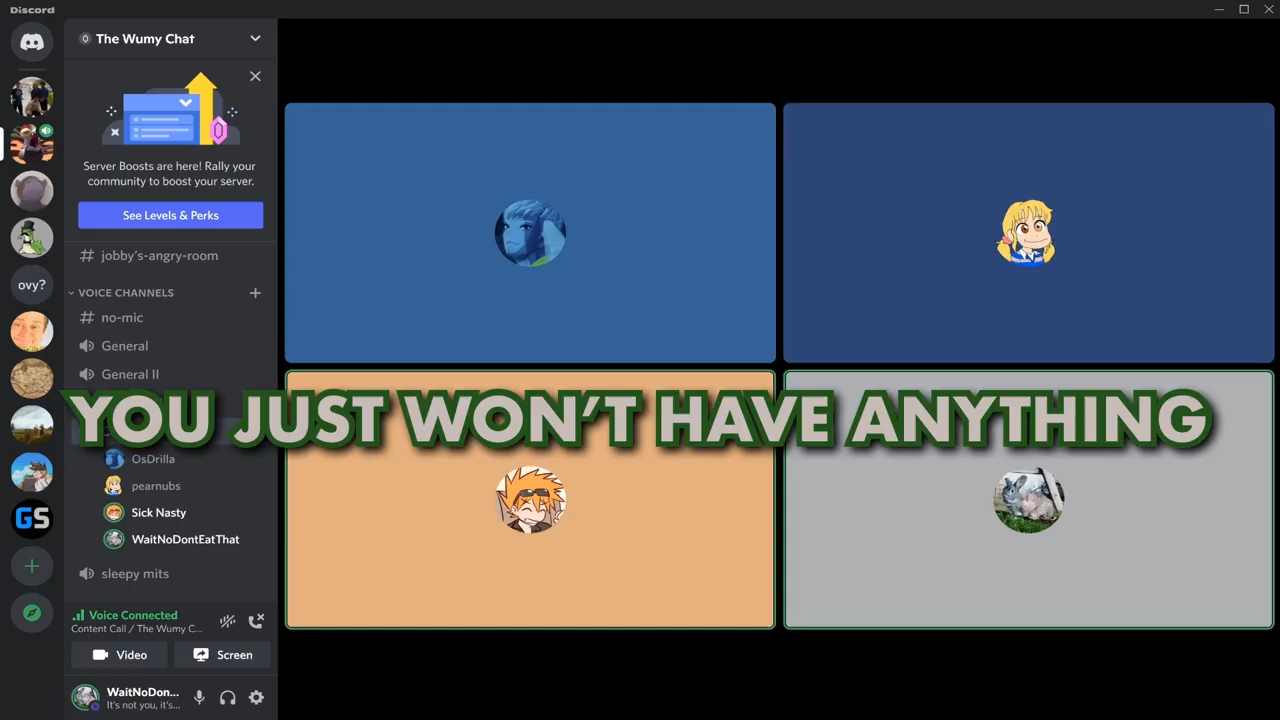 Discord
The Wumy Chat
Server Boosts are here! Rally your
community to boost your server.
See Levels & Perks
# jobby's-angry-room
VOICE CHANNELS
# no-mic
General
General II
YOU JUST WON'T HAVE ANYTHING
OsDrilla
pearnubs
Sick Nasty
WaitNoDontEatThat
sleepy mits
Voice Connected
Content Call / The Wumy C...
Video
Screen
WaitNoDon...
It's not you, it's...
ovy?
GS